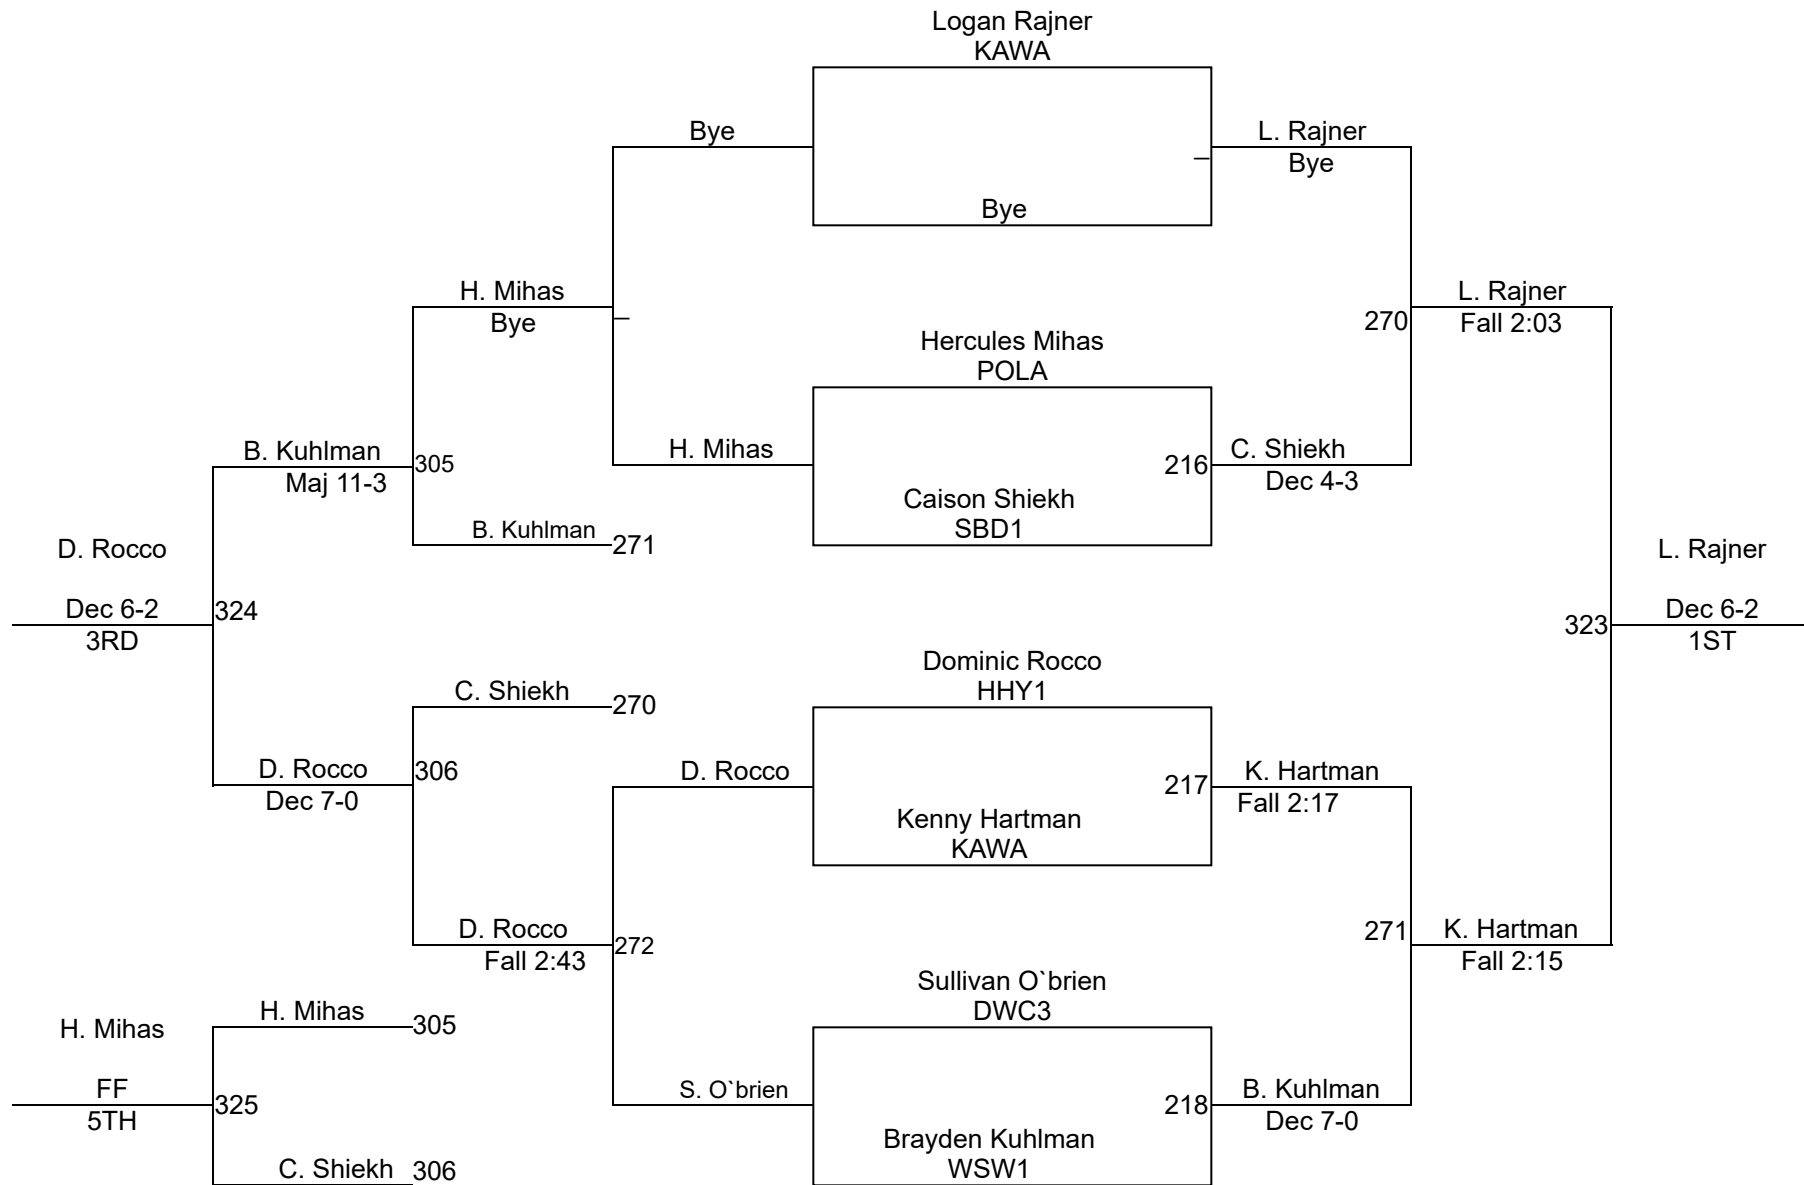 Logan Rajner
KAWA
Bye
L. Rajner
Bye
Bye
H. Mihas
Bye
L. Rajner
270
Fall 2:03
Hercules Mihas
POLA
B. Kuhlman
305
Maj 11-3
H. Mihas
216
C. Shiekh
Dec 4-3
Caison Shiekh
SBD1
B. Kuhlman
271
D. Rocco
L. Rajner
Dec 6-2
324
3RD
323
Dec 6-2
1ST
Dominic Rocco
HHY1
C. Shiekh
270
D. Rocco
306
Dec 7-0
D. Rocco
217
K. Hartman
Fall 2:17
Kenny Hartman
KAWA
D. Rocco
272
Fall 2:43
271
K. Hartman
Fall 2:15
Sullivan O`brien
DWC3
H. Mihas
H. Mihas
305
FF
325
5TH
S. O`brien
218
B. Kuhlman
Dec 7-0
Brayden Kuhlman
WSW1
C. Shiekh
306